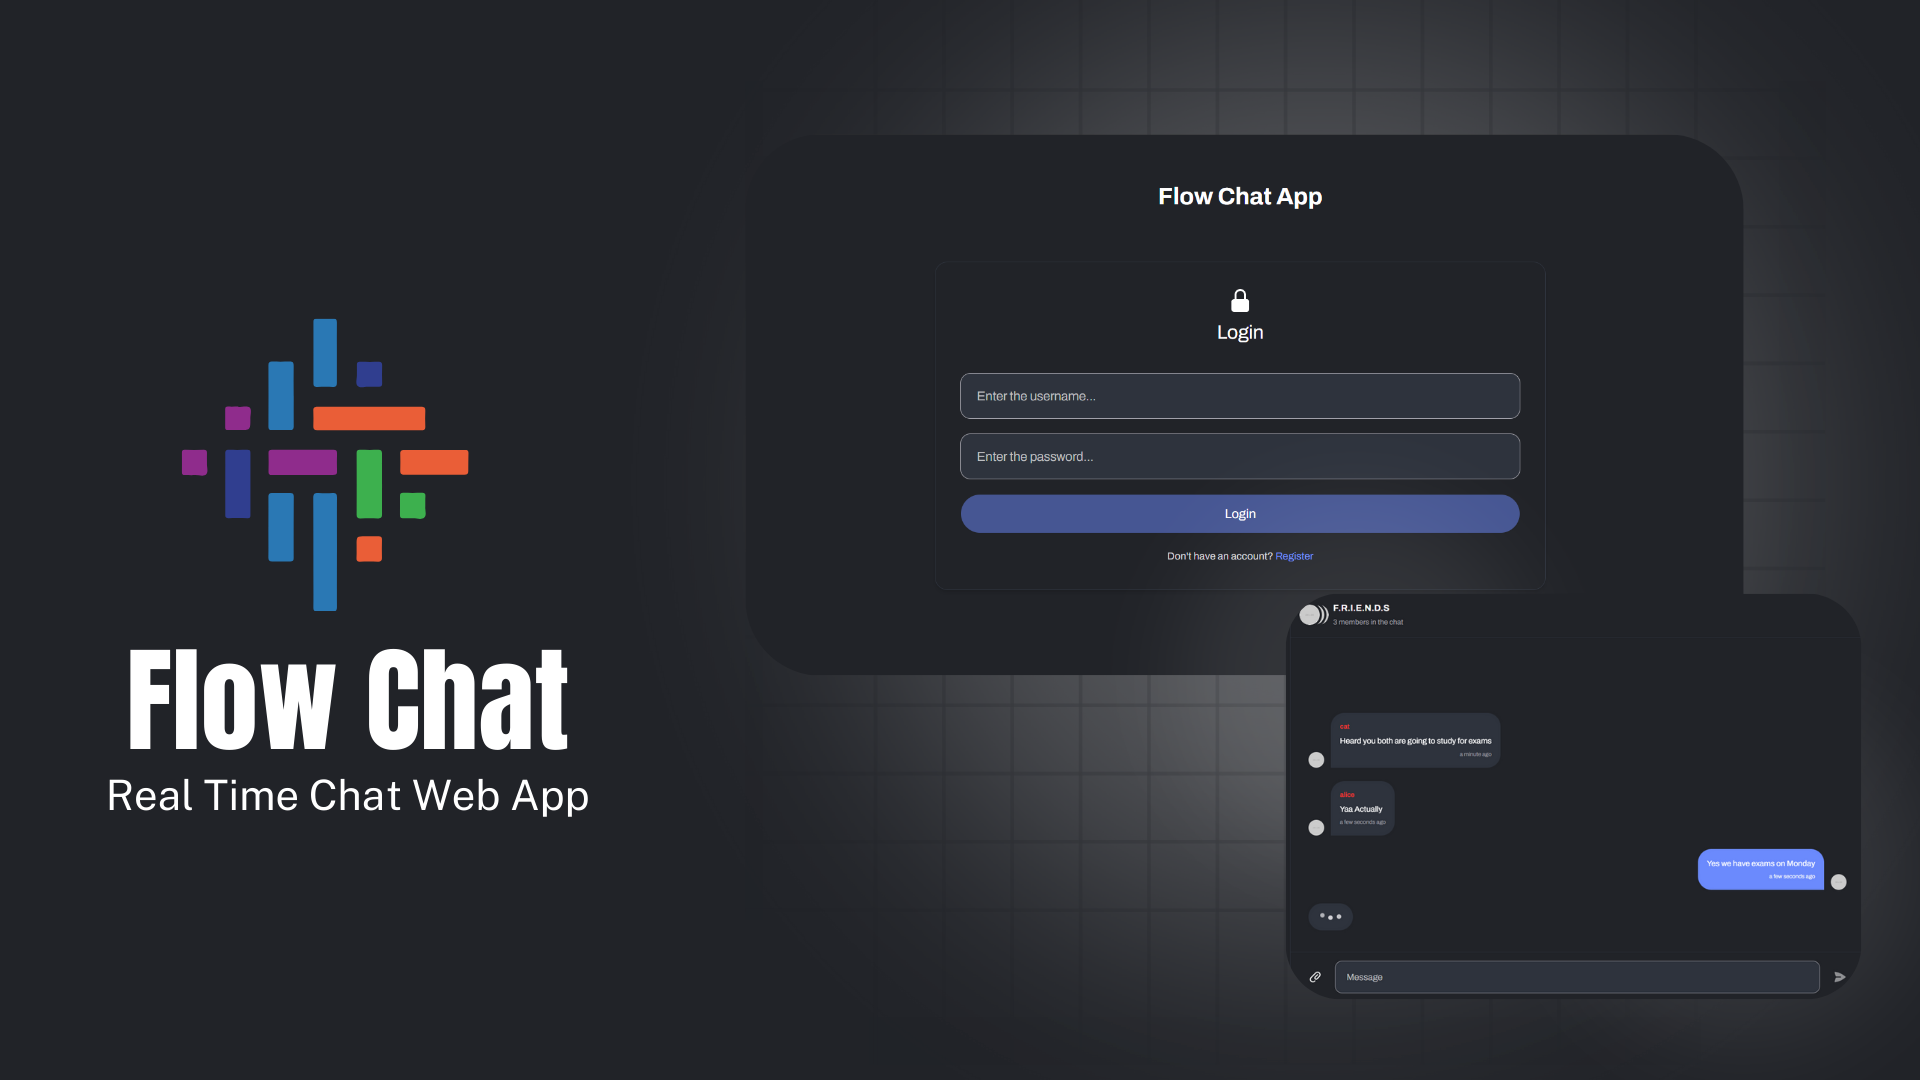 Flow Chat
Real Time Chat Web App
Flow Chat App
Login
Enter the username...
Enter the password...
Login
Don't have an account? Register
F.R.I.E.N.D.S
3 members in the chat
cat
Heard you both are going to study for exams
a minute ago
alice
Yaa Actually
a few seconds ago
Yes we have exams on Monday
a few seconds ago
Message